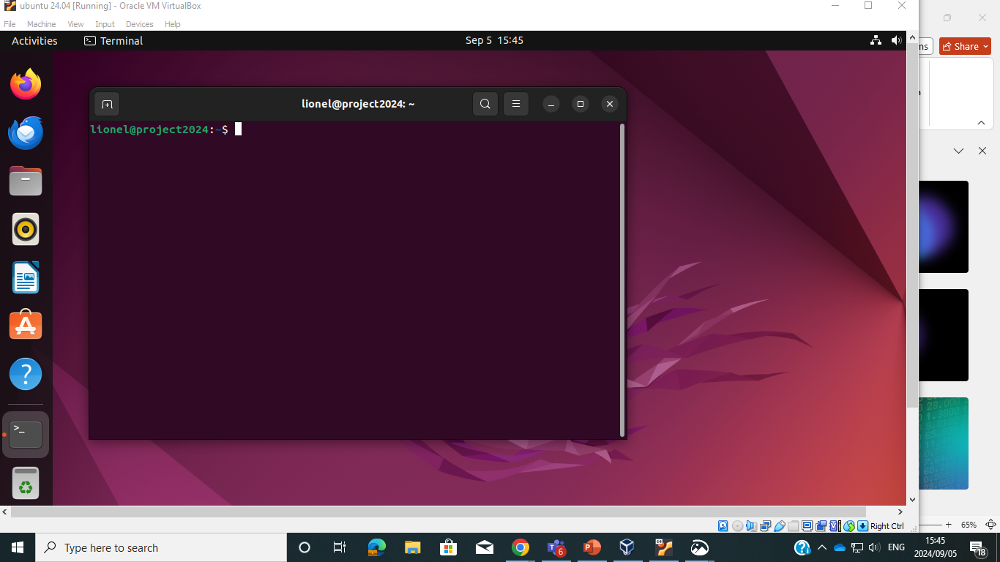 ubuntu 24.04 [Running] - Oracle VM VirtualBox
File Machine View Input Devices Help
Activities Terminal Sep 5 15:45
ms Share
lionel@project2024: ~
lionel@project2024:~$
Right Ctrl
65%
Type here to search
6
ENG
15:45
2024/09/05
18